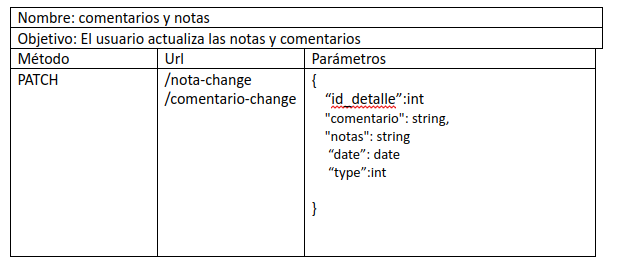 Nombre: comentarios y notas
Objetivo: El usuario actualiza las notas y comentarios
Método Url Parámetros
PATCH /nota-change {
/comentario-change “id_detalle”:int
"comentario": string,
"notas": string
“date”: date
“type”:int
}